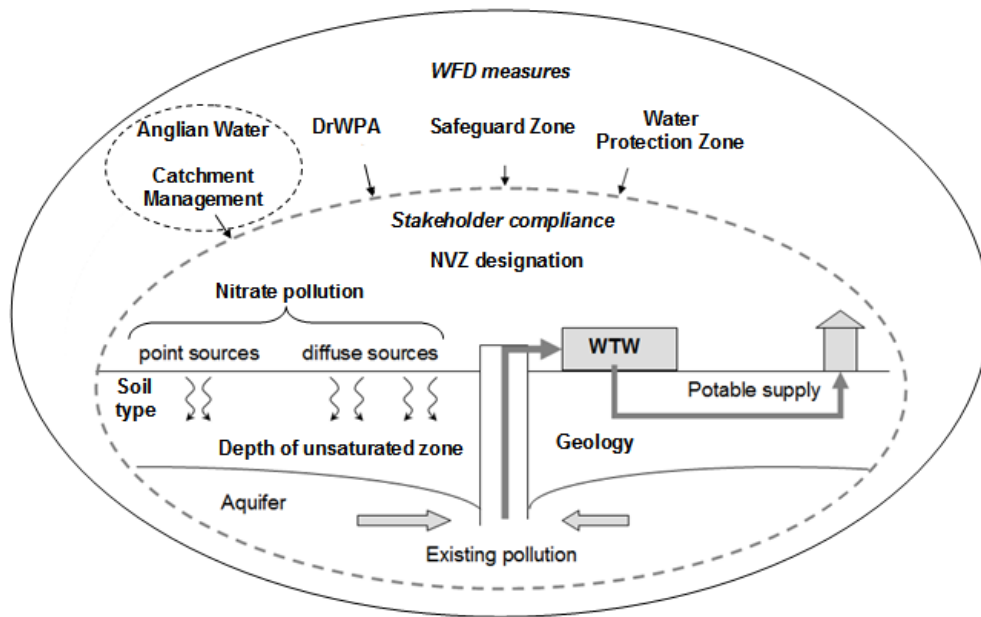 WFD measures
Anglian Water
DrWPA
Safeguard Zone
Water
Protection Zone
Catchment
Management
Stakeholder compliance
NVZ designation
Nitrate pollution
point sources
diffuse sources
WTW
Soil
type
Potable supply
Depth of unsaturated zone
Geology
Aquifer
Existing pollution